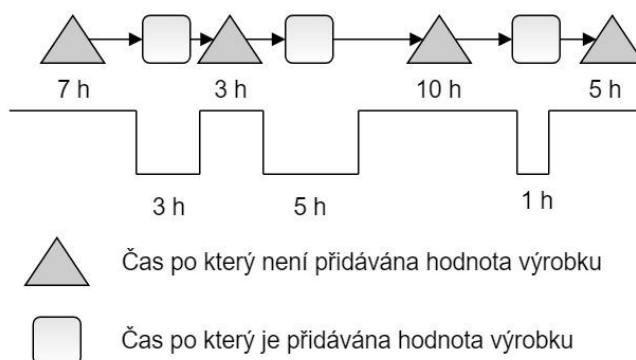 7 h 3 h 10 h 5 h
3 h 5 h 1 h
Čas po který není přidávána hodnota výrobku
Čas po který je přidávána hodnota výrobku